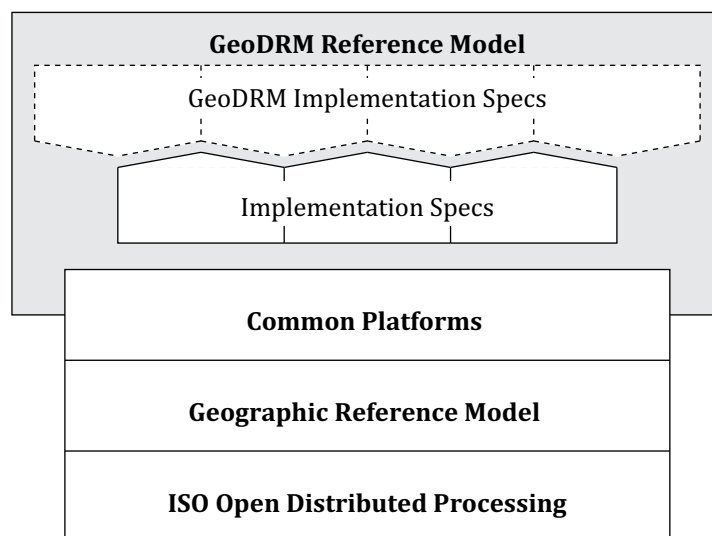 GeoDRM Reference Model
GeoDRM Implementation Specs
Implementation Specs
Common Platforms
Geographic Reference Model
ISO Open Distributed Processing